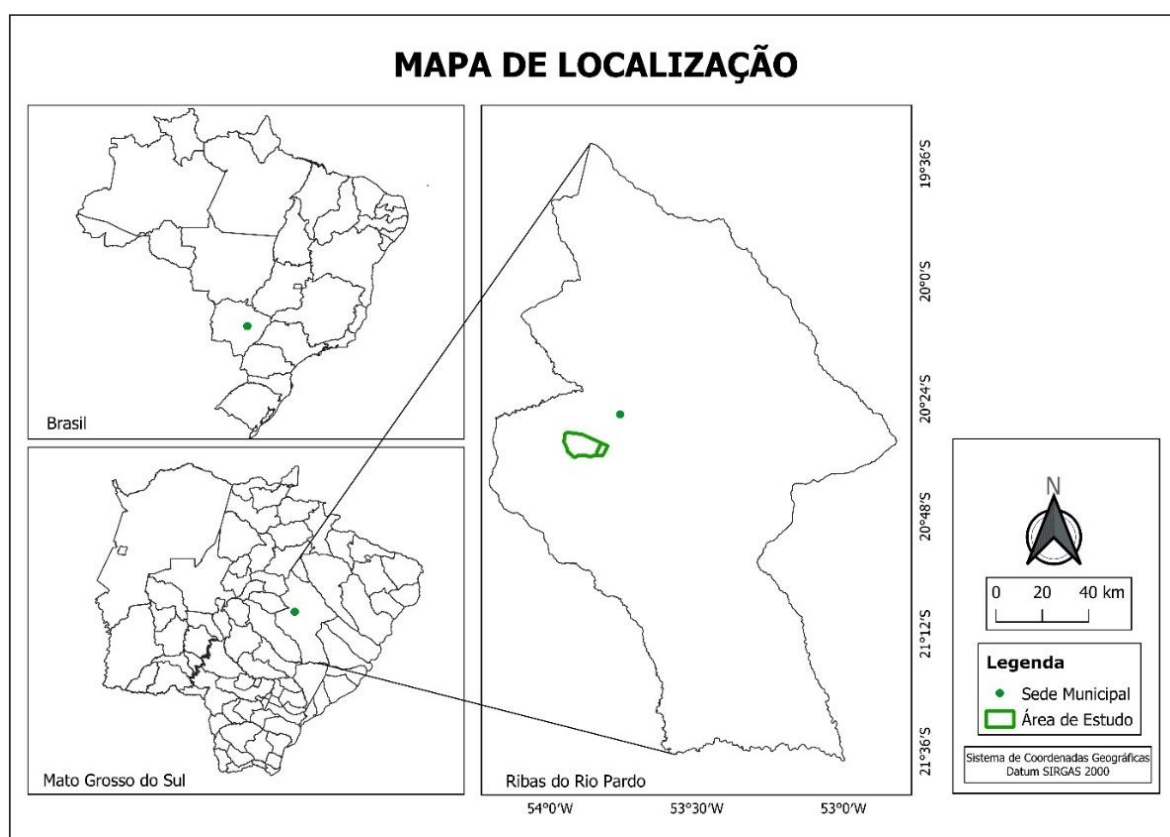 MAPA DE LOCALIZAÇÃO
Brasil
Mato Grosso do Sul
Ribas do Rio Pardo
19°36'S
20°0'S
20°24'S
20°48'S
21°12'S
21°36'S
54°0'W
53°30'W
53°0'W
N
0 20 40 km
Legenda
Sede Municipal
Área de Estudo
Sistema de Coordenadas Geográficas
Datum SIRGAS 2000